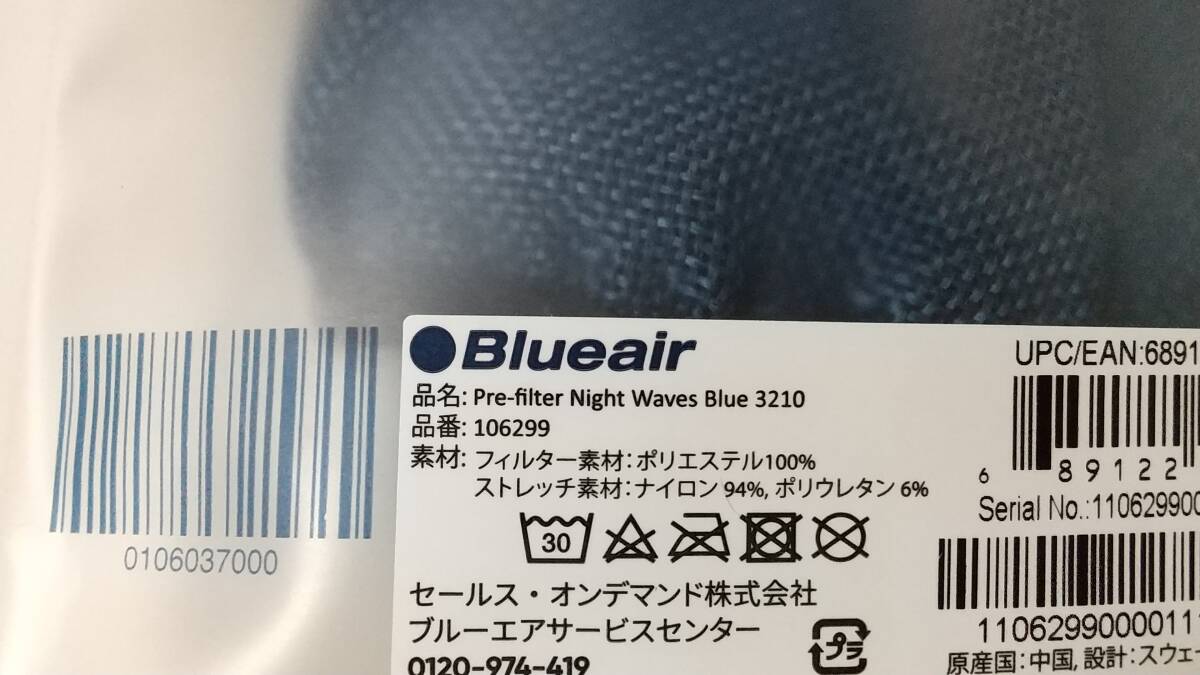 0106037000
Blueair
品名: Pre-filter Night Waves Blue 3210
品番: 106299
素材: フィルター素材：ポリエステル100%
ストレッチ素材：ナイロン 94%, ポリウレタン 6%
30
セールス・オンデマンド株式会社
ブルーエアサービスセンター
0120-974-419
プラ
UPC/EAN:6891
6 89122
Serial No.:110629900
110629900001
原産国：中国, 設計：スウェー